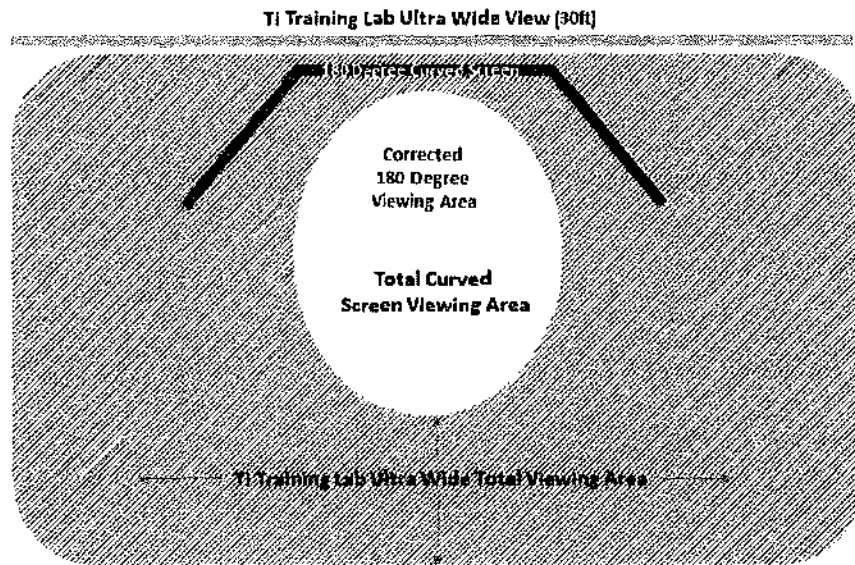 Ti Training Lab Ultra Wide View (30ft)
180 Degree Curved Screen
Corrected
180 Degree
Viewing Area
Total Curved
Screen Viewing Area
Ti Training Lab Ultra Wide Total Viewing Area